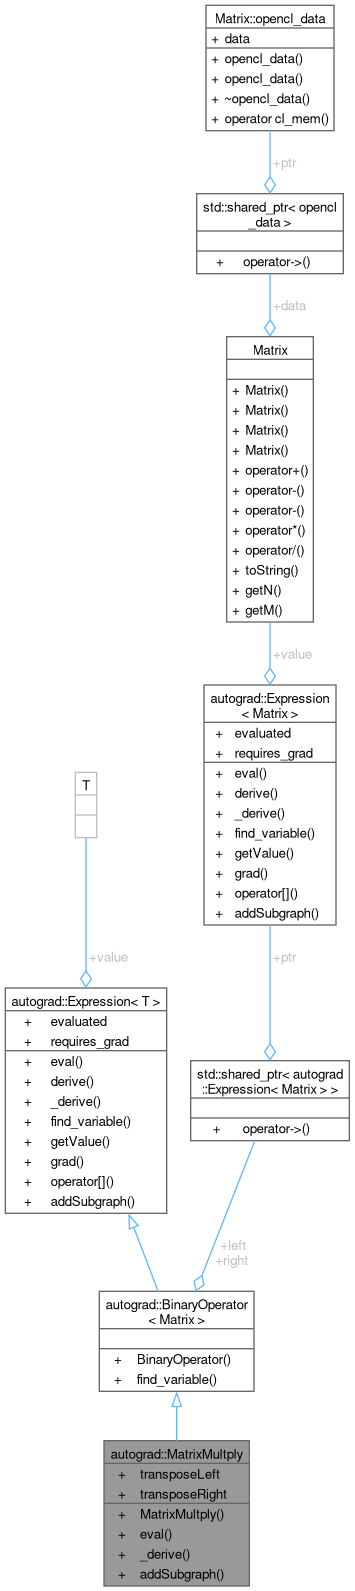 Matrix::opencl_data
+ data
+ opencl_data()
+ opencl_data()
+ ~opencl_data()
+ operator cl_mem()
+ptr
std::shared_ptr< opencl
_data >
+ operator->()
+data
Matrix
+ Matrix()
+ Matrix()
+ Matrix()
+ Matrix()
+ operator+()
+ operator-()
+ operator-()
+ operator*()
+ operator/()
+ toString()
+ getN()
+ getM()
+value
autograd::Expression
< Matrix >
+ evaluated
+ requires_grad
+ eval()
+ derive()
+ _derive()
+ find_variable()
+ getValue()
+ grad()
+ operator[]()
+ addSubgraph()
T
+value
+ptr
autograd::Expression< T >
+ evaluated
+ requires_grad
+ eval()
+ derive()
+ _derive()
+ find_variable()
+ getValue()
+ grad()
+ operator[]()
+ addSubgraph()
std::shared_ptr< autograd
::Expression< Matrix > >
+ operator->()
+left
+right
autograd::BinaryOperator
< Matrix >
+ BinaryOperator()
+ find_variable()
autograd::MatrixMultply
+ transposeLeft
+ transposeRight
+ MatrixMultply()
+ eval()
+ _derive()
+ addSubgraph()